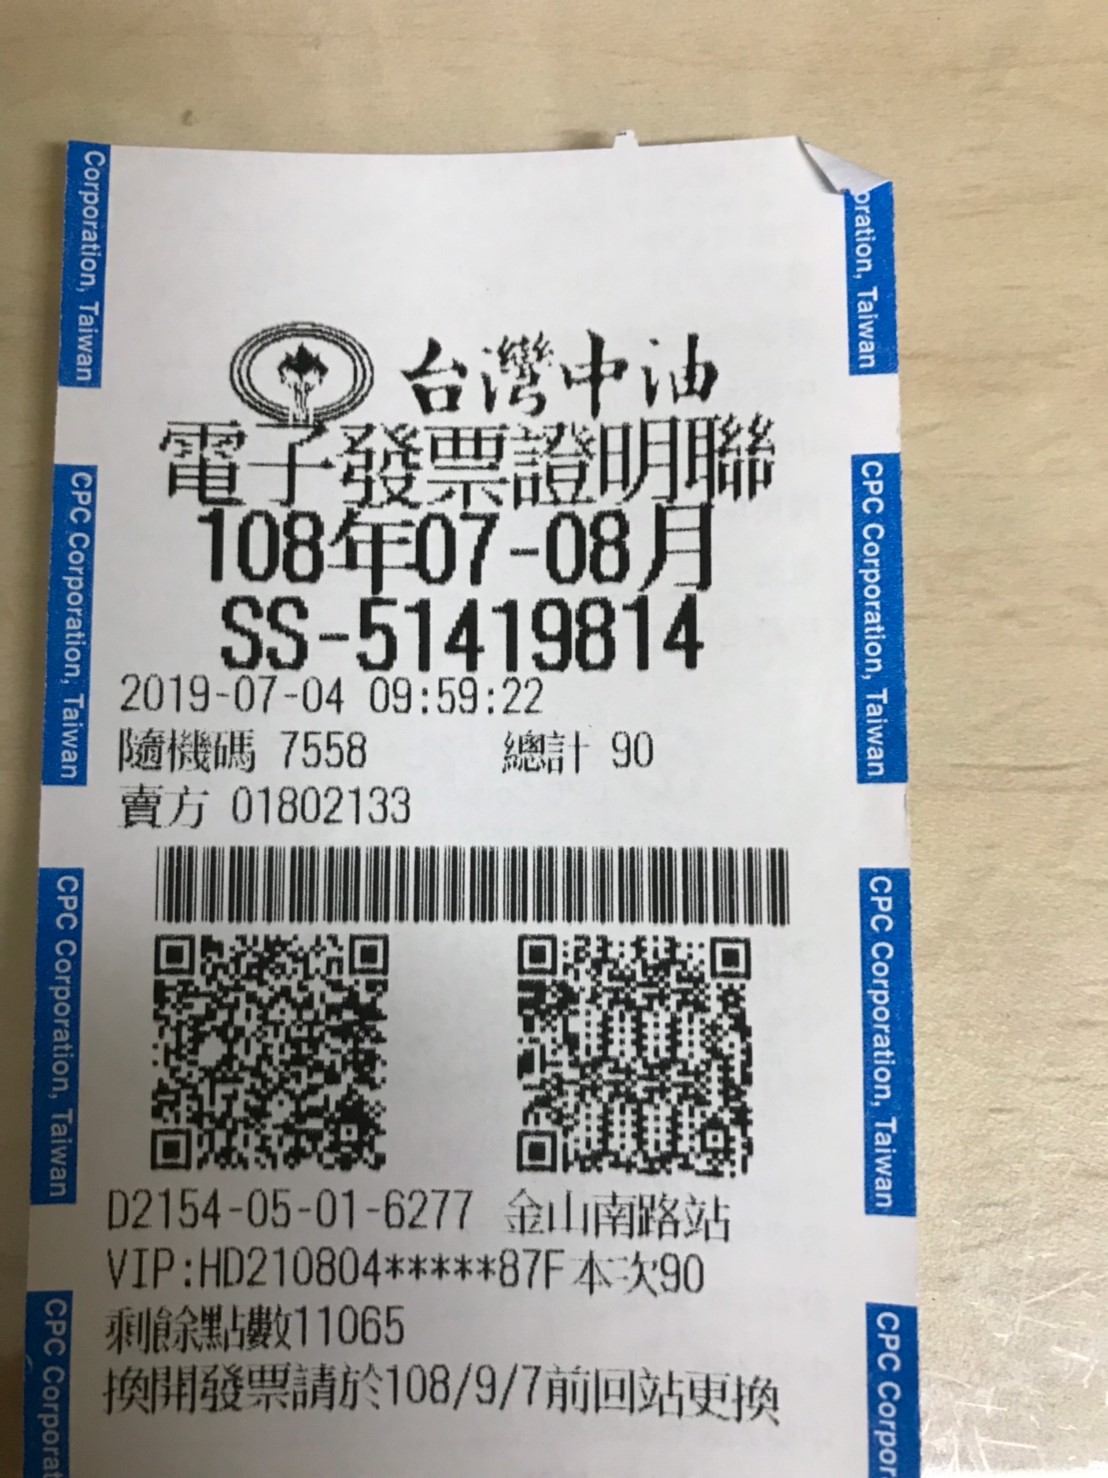 台灣中油
電子發票證明聯
108年07-08月
SS-51419814
2019-07-04 09:59:22
隨機碼 7558 總計 90
賣方 01802133
D2154-05-01-6277 金山南路站
VIP:HD210804*****87F本次90
剩餘點數11065
換開發票請於108/9/7前回站更換
Corporation, Taiwan
CPC Corporation, Taiwan
CPC Corporation, Taiwan
CPC Corporat
oration, Taiwan
CPC Corporation, Taiwan
CPC Corporation, Taiwan
CPC Corpor